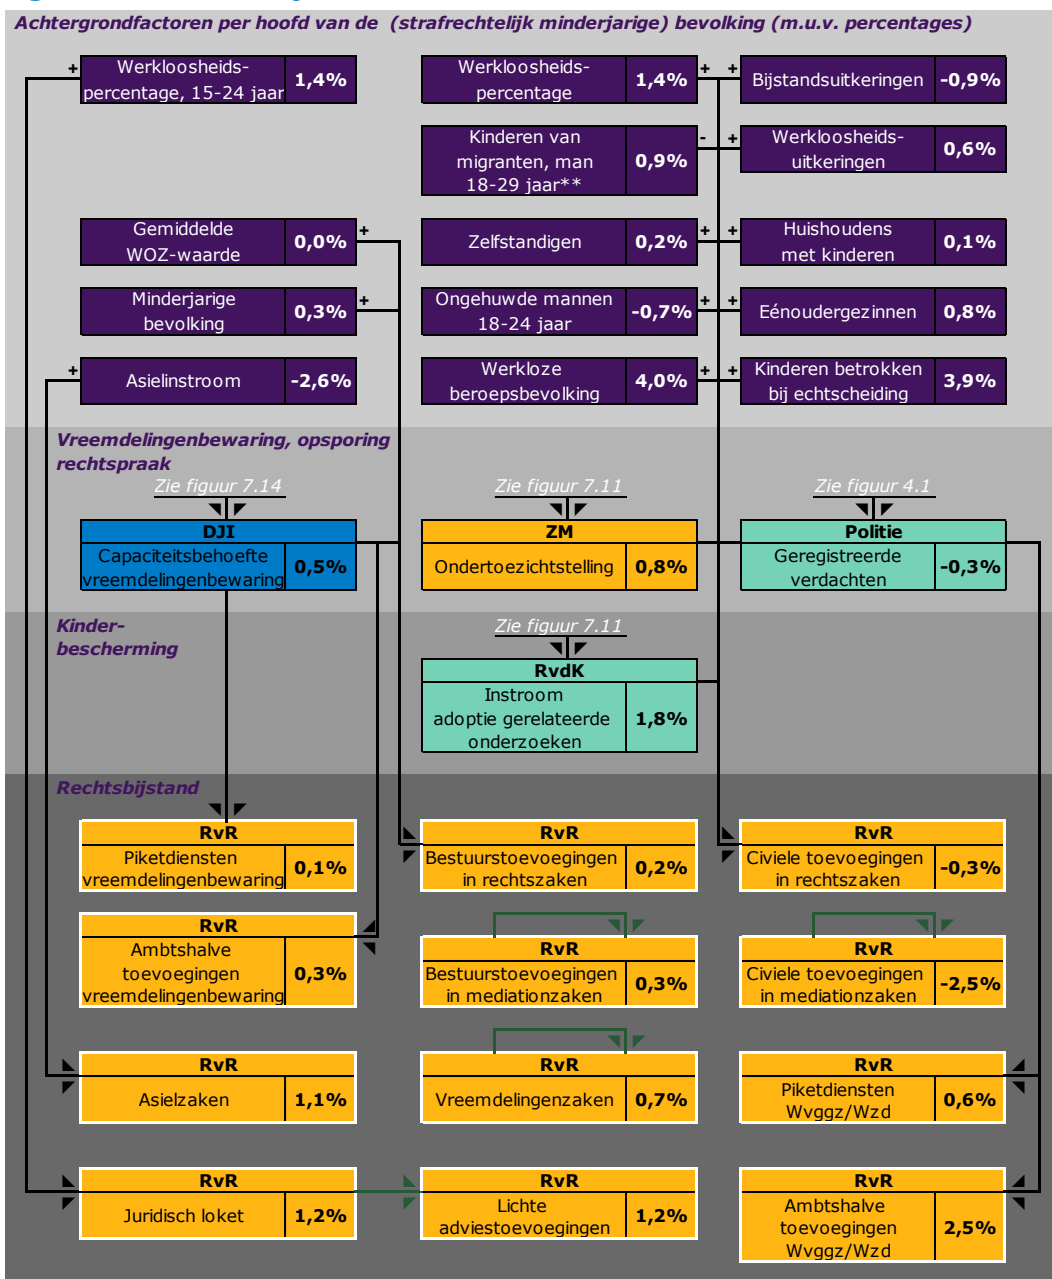 Achtergrondfactoren per hoofd van de (strafrechtelijk minderjarige) bevolking (m.u.v. percentages)
+
Werkloosheids-
percentage, 15-24 jaar
1,4%
Werkloosheids-
percentage
1,4%
+ +
Bijstandsuitkeringen
-0,9%
Kinderen van
migranten, man
18-29 jaar**
0,9%
- +
Werkloosheids-
uitkeringen
0,6%
Gemiddelde
WOZ-waarde
0,0%
+
Zelfstandigen
0,2%
+ +
Huishoudens
met kinderen
0,1%
Minderjarige
bevolking
0,3%
+
Ongehuwde mannen
18-24 jaar
-0,7%
+ +
Eénoudergezinnen
0,8%
+
Asielinstroom
-2,6%
Werkloze
beroepsbevolking
4,0%
+ +
Kinderen betrokken
bij echtscheiding
3,9%
Vreemdelingenbewaring, opsporing
rechtspraak
Zie figuur 7.14
Zie figuur 7.11
Zie figuur 4.1
DJI
Capaciteitsbehoefte
vreemdelingenbewaring
0,5%
ZM
Ondertoezichtstelling
0,8%
Politie
Geregistreerde
verdachten
-0,3%
Kinder-
bescherming
Zie figuur 7.11
RvdK
Instroom
adoptie gerelateerde
onderzoeken
1,8%
Rechtsbijstand
RvR
Piketdiensten
vreemdelingenbewaring
0,1%
RvR
Bestuurstoevoegingen
in rechtszaken
0,2%
RvR
Civiele toevoegingen
in rechtszaken
-0,3%
RvR
Ambtshalve
toevoegingen
vreemdelingenbewaring
0,3%
RvR
Bestuurstoevoegingen
in mediationzaken
0,3%
RvR
Civiele toevoegingen
in mediationzaken
-2,5%
RvR
Asielzaken
1,1%
RvR
Vreemdelingenzaken
0,7%
RvR
Piketdiensten
Wvggz/Wzd
0,6%
RvR
Juridisch loket
1,2%
RvR
Lichte
adviestoevoegingen
1,2%
RvR
Ambtshalve
toevoegingen
Wvggz/Wzd
2,5%